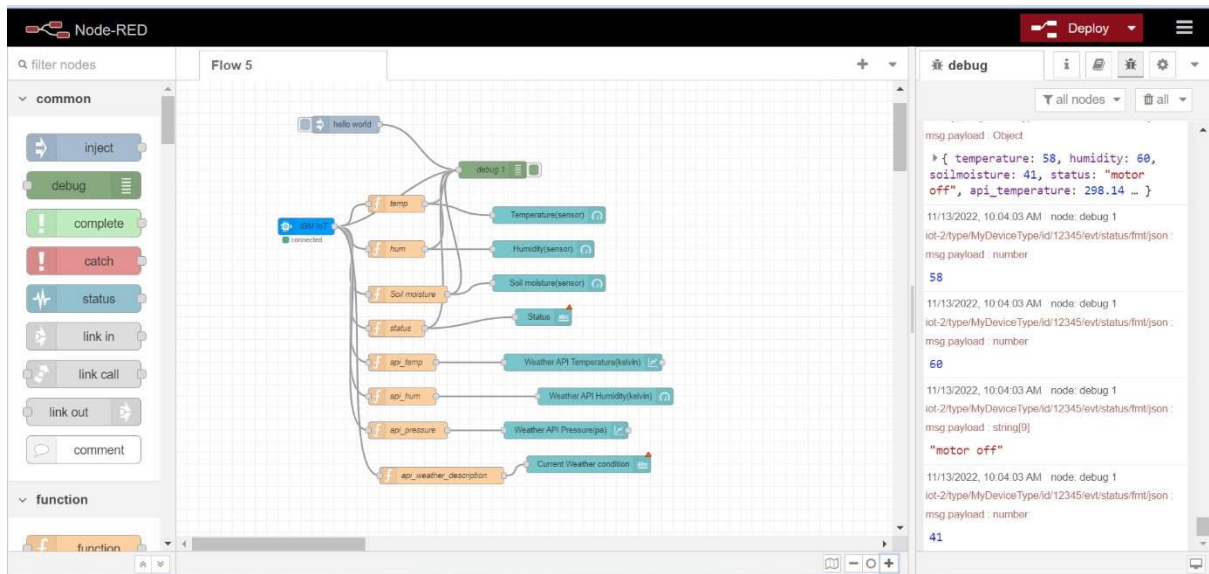 Node-RED
Deploy
filter nodes
common
inject
debug
complete
catch
status
link in
link call
link out
comment
function
function
Flow 5
hello world
debug 1
IBM IoT
connected
temp
Temperature(sensor)
hum
Humidity(sensor)
Soil moisture
Soil moisture(sensor)
status
Status
abc
api_temp
Weather API Temperature(kelvin)
api_hum
Weather API Humidity(kelvin)
api_pressure
Weather API Pressure(pa)
api_weather_description
Current Weather condition
abc
debug
i
all nodes
all
msg.payload : Object
{ temperature: 58, humidity: 60,
soilmoisture: 41, status: "motor
off", api_temperature: 298.14 … }
11/13/2022, 10:04:03 AM node: debug 1
iot-2/type/MyDeviceType/id/12345/evt/status/fmt/json :
msg.payload : number
58
11/13/2022, 10:04:03 AM node: debug 1
iot-2/type/MyDeviceType/id/12345/evt/status/fmt/json :
msg.payload : number
60
11/13/2022, 10:04:03 AM node: debug 1
iot-2/type/MyDeviceType/id/12345/evt/status/fmt/json :
msg.payload : string[9]
"motor off"
11/13/2022, 10:04:03 AM node: debug 1
iot-2/type/MyDeviceType/id/12345/evt/status/fmt/json :
msg.payload : number
41